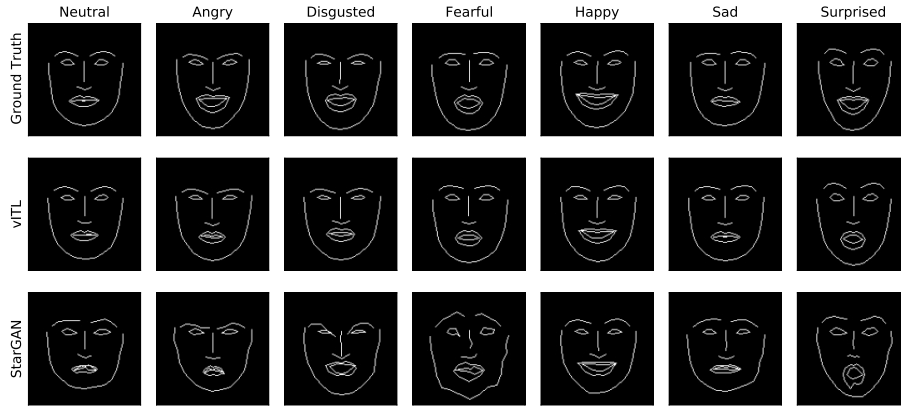 Neutral
Angry
Disgusted
Fearful
Happy
Sad
Surprised
Ground Truth
vITL
StarGAN